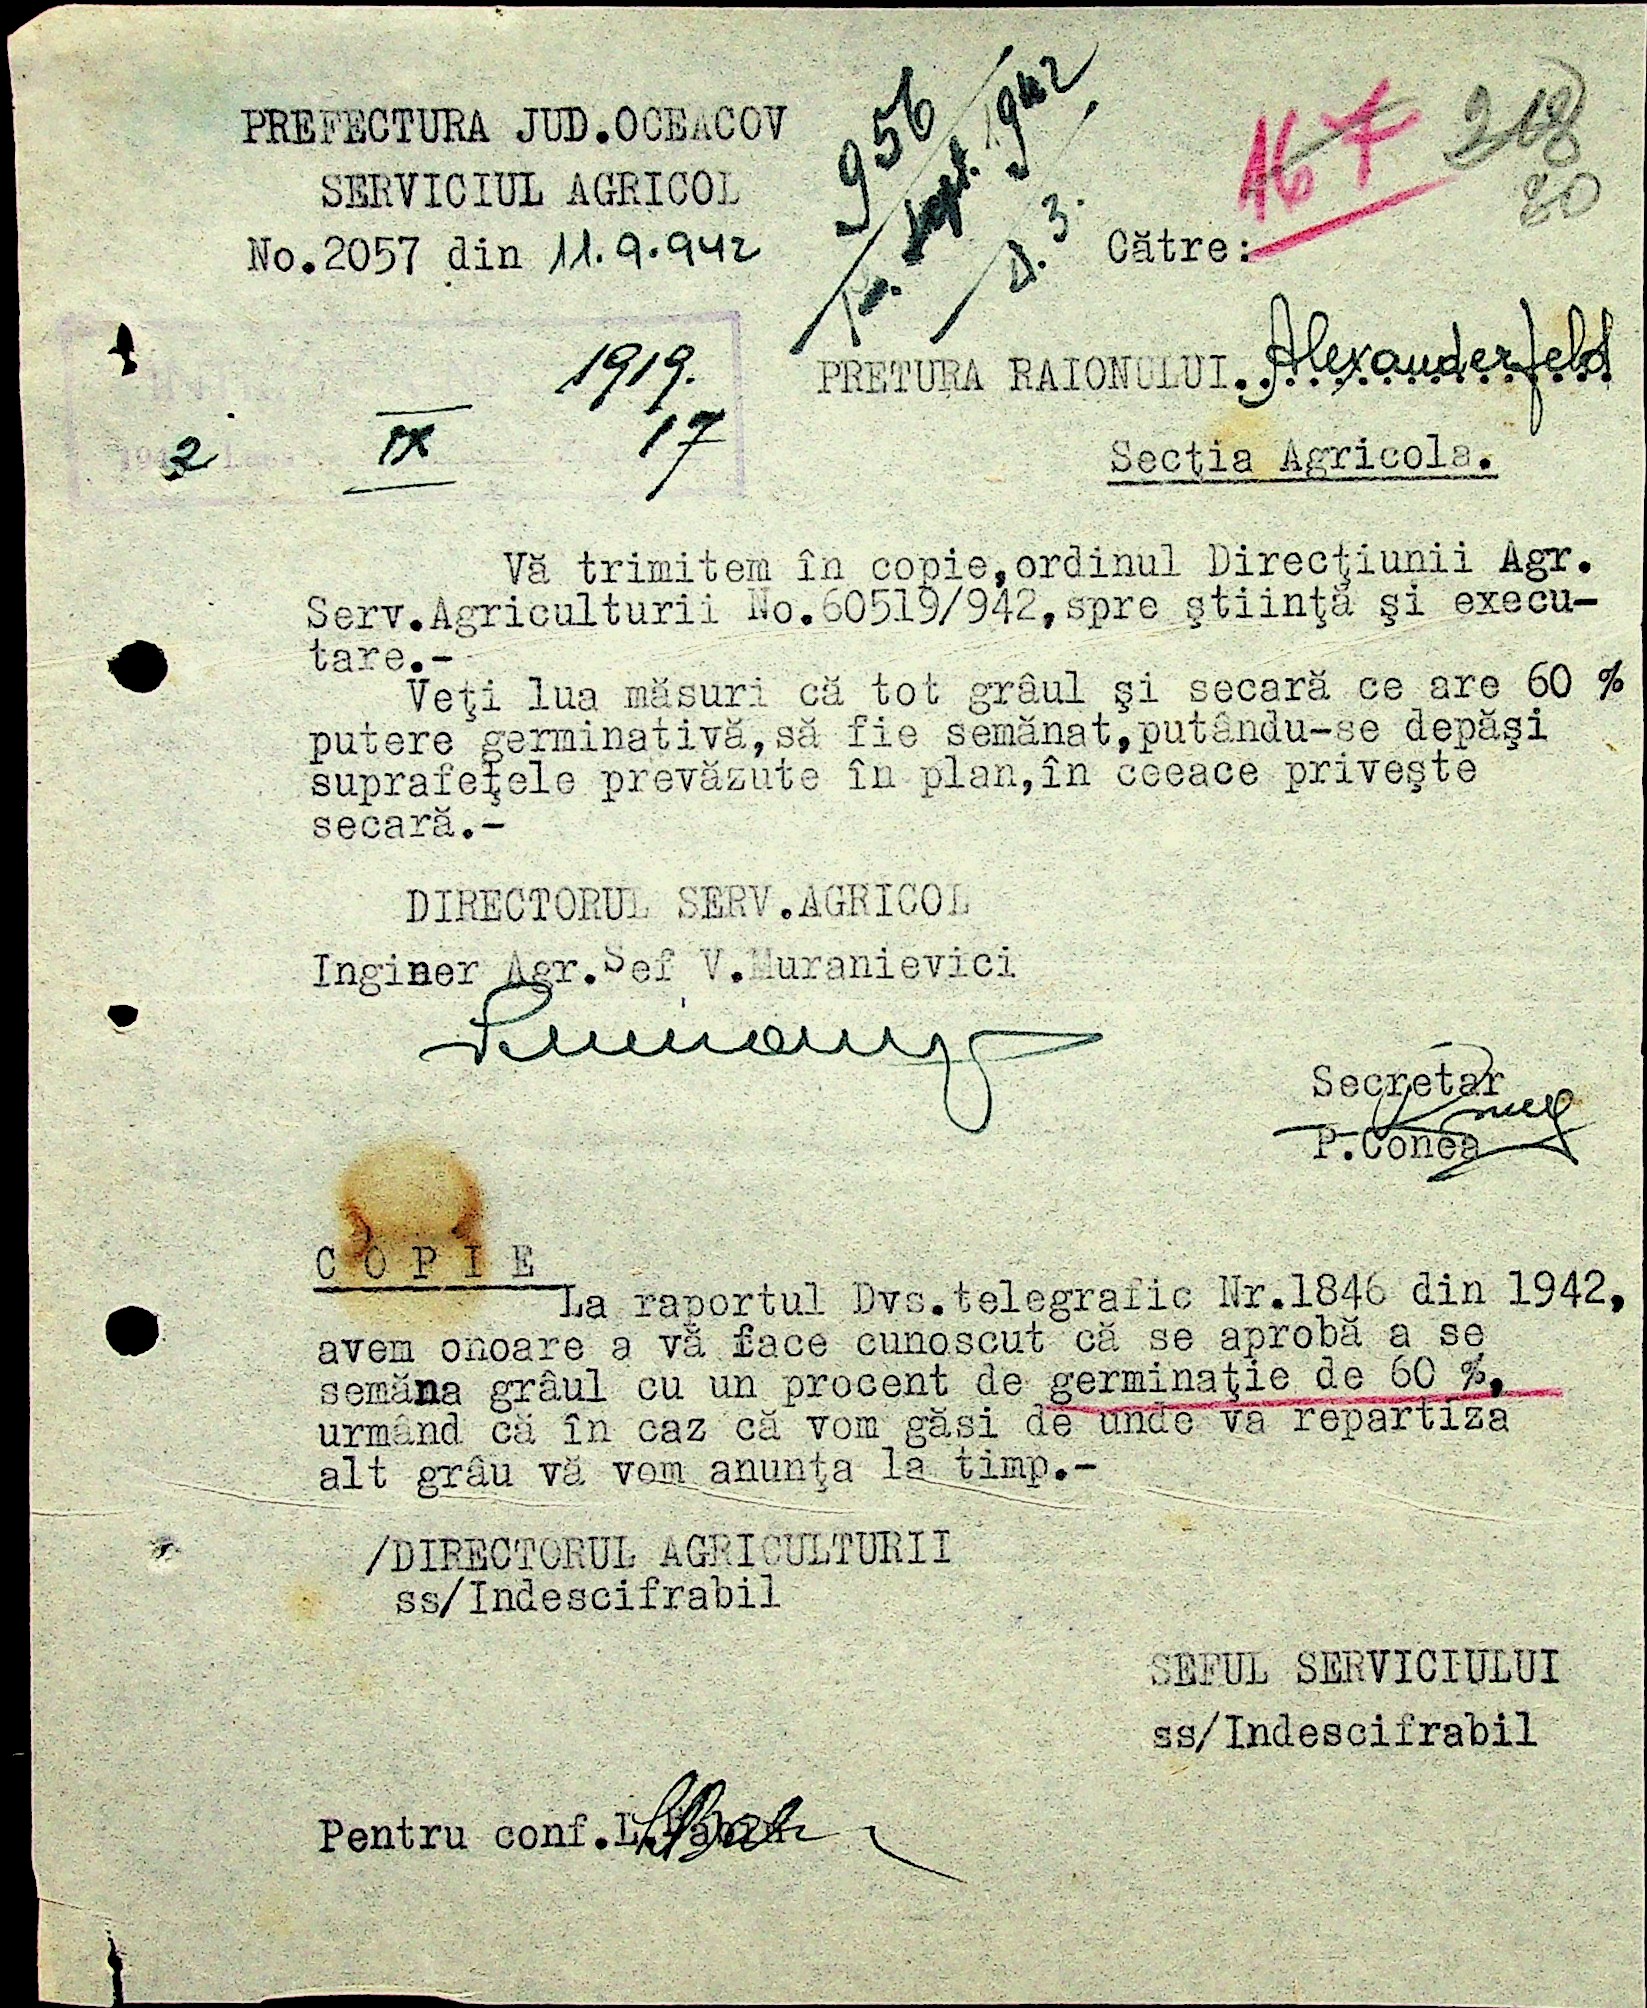 PREFECTURA JUD.OCEACOV
SERVICIUL AGRICOL
No.2057 din 11.9.942
956
Sept. 1942
D. 3.
467
218
80
Către:
PRETURA RAIONULUI. Alexanderfeld
Secţia Agricola.
1919.
2 IX 17
Vă trimitem în copie,ordinul Direcţiunii Agr.
Serv.Agriculturii No.60519/942,spre ştiinţă şi execu-
tare.-
Veţi lua măsuri că tot grâul şi secară ce are 60 %
putere germinativă,să fie semănat,putându-se depăşi
suprafeţele prevăzute în plan,în ceeace priveşte
secară.-
DIRECTORUL SERV.AGRICOL
Inginer Agr.Sef V.Muranievici
Secretar
P.Conea
C O P I E
La raportul Dvs.telegrafic Nr.1846 din 1942,
avem onoare a vă face cunoscut că se aprobă a se
semăna grâul cu un procent de germinaţie de 60 %,
urmând că în caz că vom găsi de unde va repartiza
alt grâu vă vom anunţa la timp.-
/DIRECTORUL AGRICULTURII
ss/Indescifrabil
SEFUL SERVICIULUI
ss/Indescifrabil
Pentru conf.